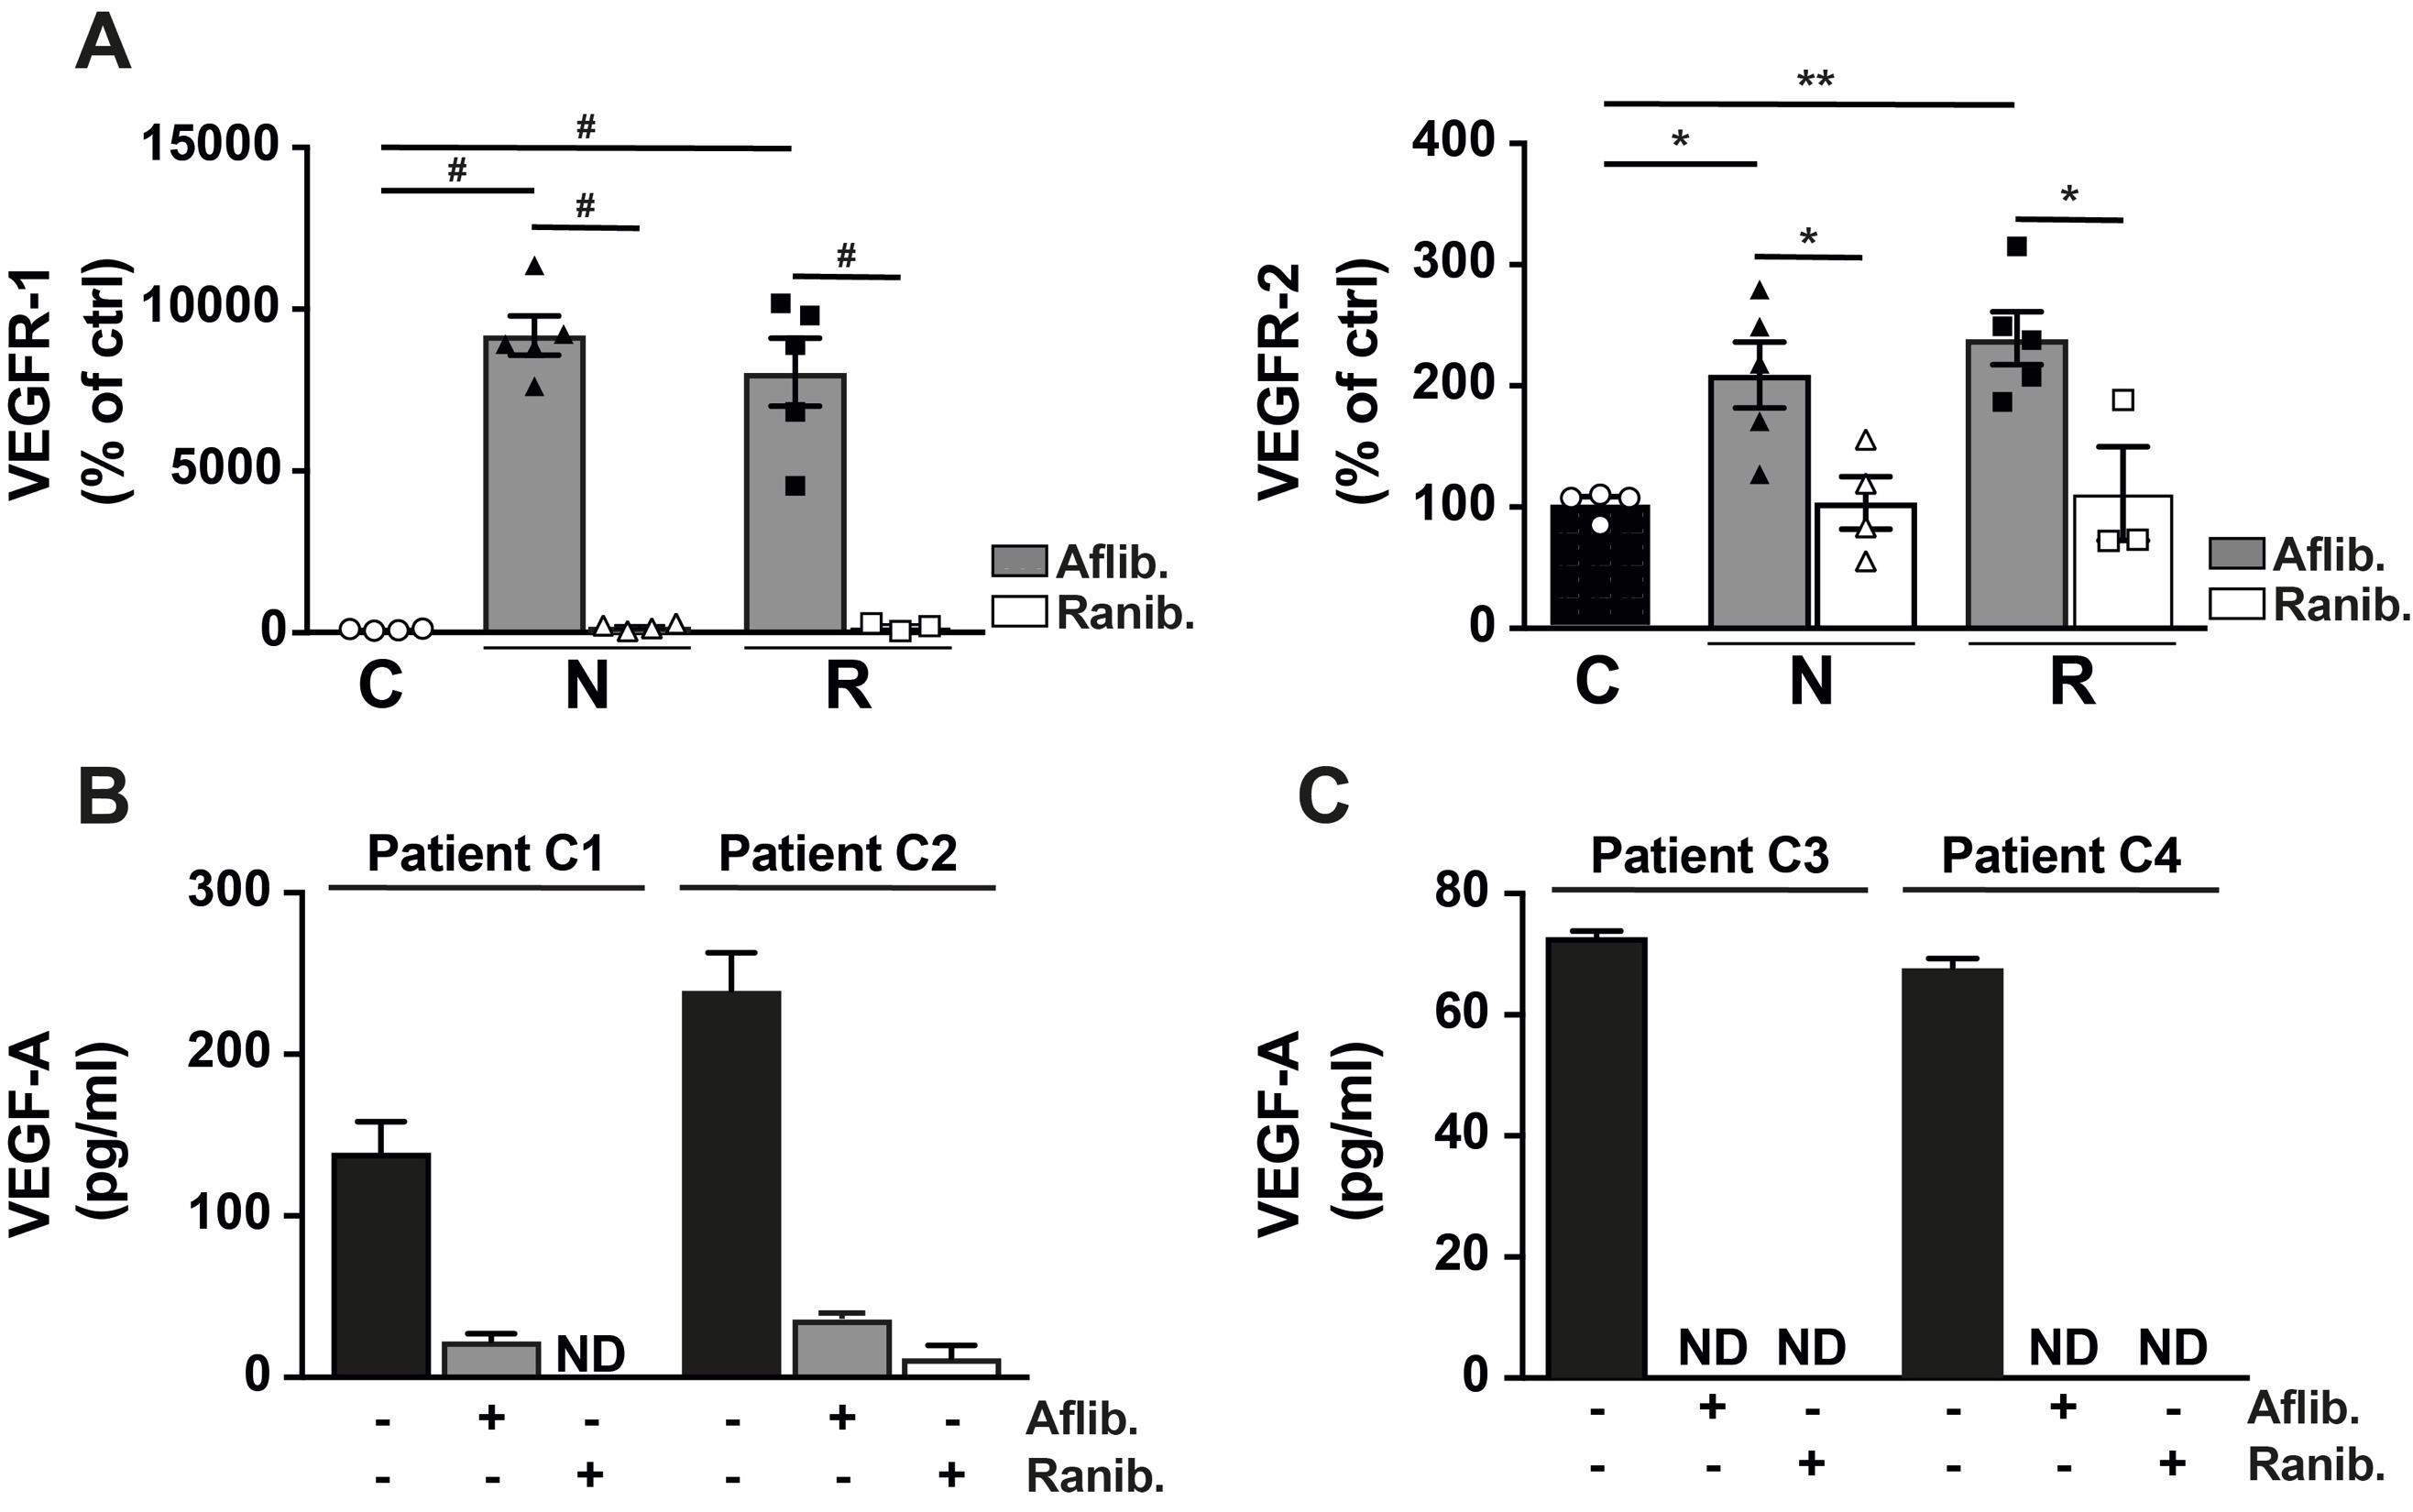 A
VEGFR-1
(% of ctrl)
15000
10000
5000
0
#
#
#
#
C
N
R
Aflib.
Ranib.
VEGFR-2
(% of ctrl)
400
300
200
100
0
**
*
*
*
C
N
R
Aflib.
Ranib.
B
Patient C1
Patient C2
VEGF-A
(pg/ml)
300
200
100
0
ND
- + - - + - Aflib.
- - + - - + Ranib.
C
Patient C3
Patient C4
VEGF-A
(pg/ml)
80
60
40
20
0
ND ND ND ND
- + - - + - Aflib.
- - + - - + Ranib.